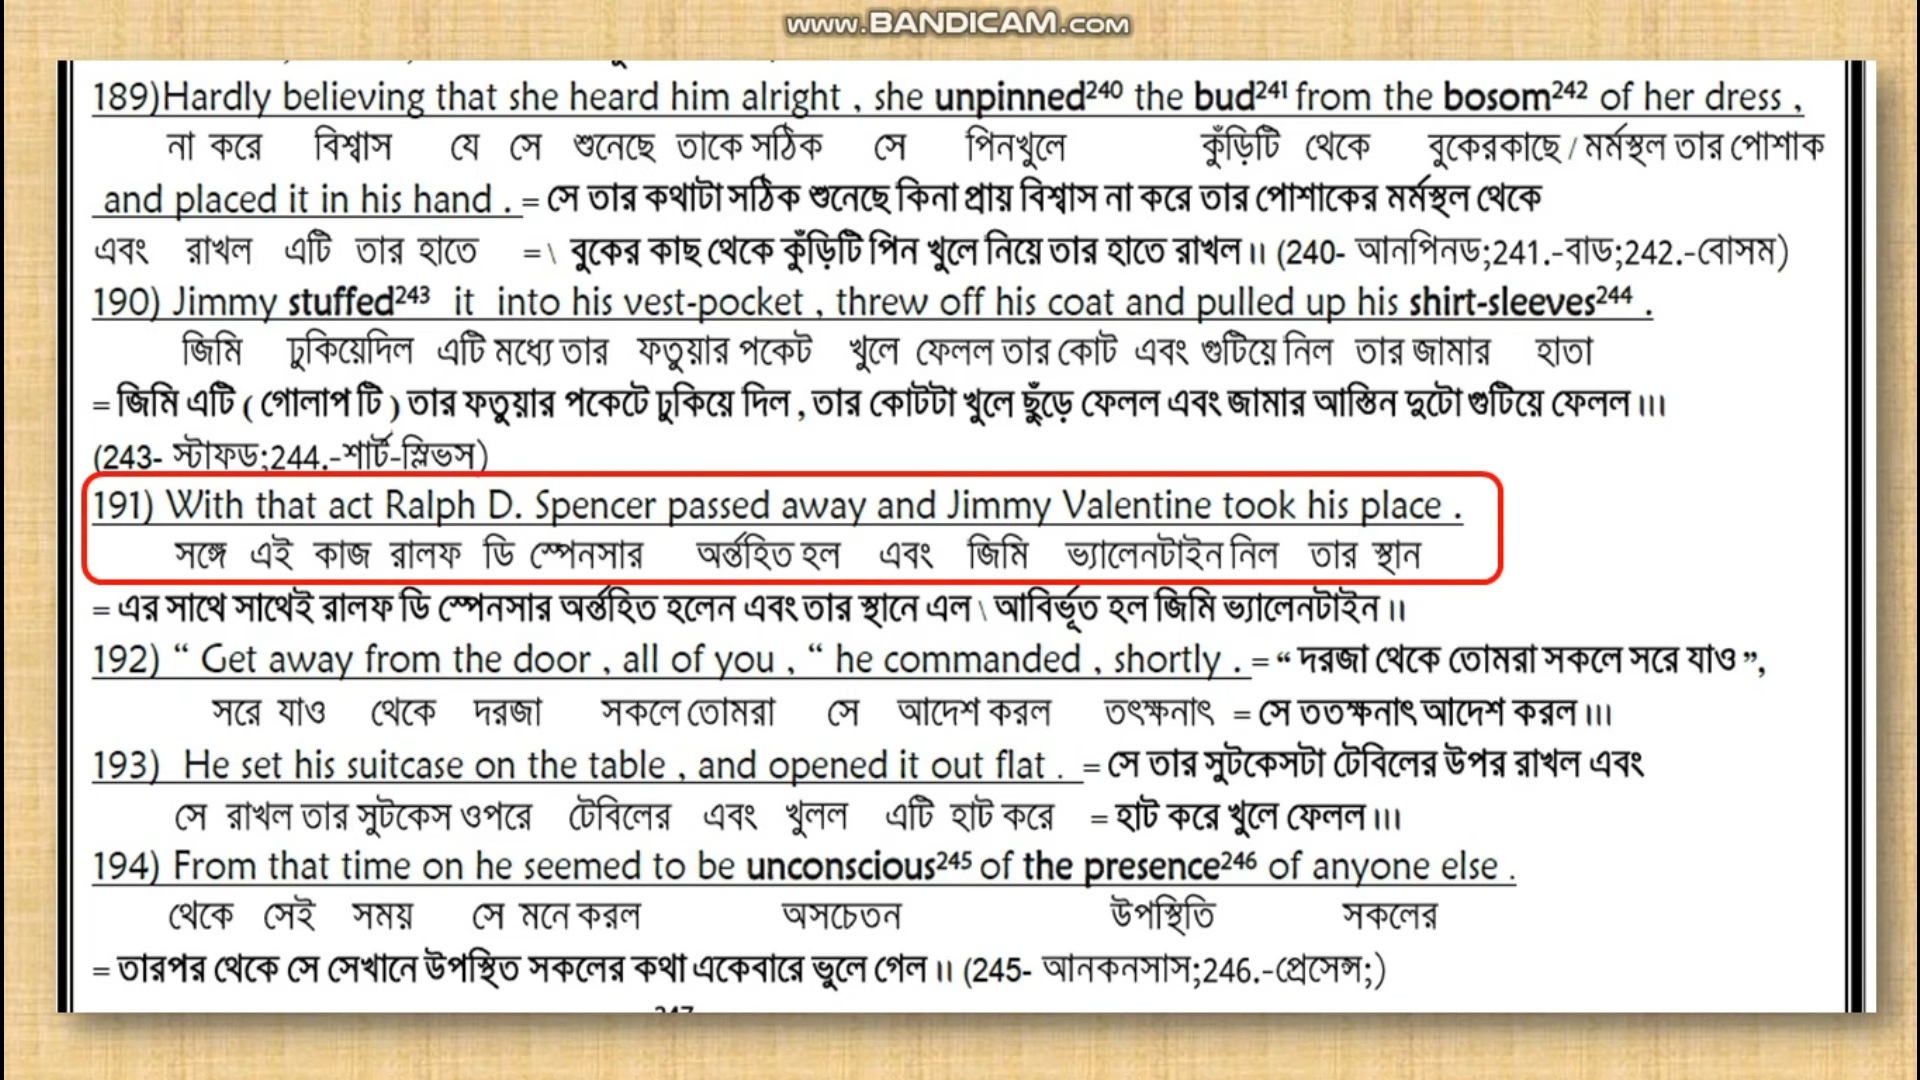 www.BANDICAM.com
189)Hardly believing that she heard him alright , she unpinned²⁴⁰ the bud²⁴¹ from the bosom²⁴² of her dress ,
না করে বিশ্বাস যে সে শুনেছে তাকে সঠিক সে পিনখুলে কুঁড়িটি থেকে বুকেরকাছে / মর্মস্থল তার পোশাক
and placed it in his hand . = সে তার কথাটা সঠিক শুনেছে কিনা প্রায় বিশ্বাস না করে তার পোশাকের মর্মস্থল থেকে
এবং রাখল এটি তার হাতে = \ বুকের কাছ থেকে কুঁড়িটি পিন খুলে নিয়ে তার হাতে রাখল।। (240- আনপিনড;241.-বাড;242.-বোসম)
190) Jimmy stuffed²⁴³ it into his vest-pocket , threw off his coat and pulled up his shirt-sleeves²⁴⁴ .
জিমি ঢুকিয়েদিল এটি মধ্যে তার ফতুয়ার পকেট খুলে ফেলল তার কোট এবং গুটিয়ে নিল তার জামার হাতা
= জিমি এটি ( গোলাপ টি ) তার ফতুয়ার পকেটে ঢুকিয়ে দিল , তার কোটটা খুলে ছুঁড়ে ফেলল এবং জামার আস্তিন দুটো গুটিয়ে ফেলল।।।
(243- স্টাফড;244.-শার্ট-স্লিভস)
191) With that act Ralph D. Spencer passed away and Jimmy Valentine took his place .
সঙ্গে এই কাজ রালফ ডি স্পেনসার অর্ন্তহিত হল এবং জিমি ভ্যালেনটাইন নিল তার স্থান
= এর সাথে সাথেই রালফ ডি স্পেনসার অর্ন্তহিত হলেন এবং তার স্থানে এল \ আবির্ভূত হল জিমি ভ্যালেনটাইন।।
192) “ Get away from the door , all of you , “ he commanded , shortly . = “ দরজা থেকে তোমরা সকলে সরে যাও ”,
সরে যাও থেকে দরজা সকলে তোমরা সে আদেশ করল তৎক্ষনাৎ = সে ততক্ষনাৎ আদেশ করল।।।
193) He set his suitcase on the table , and opened it out flat . = সে তার সুটকেসটা টেবিলের উপর রাখল এবং
সে রাখল তার সুটকেস ওপরে টেবিলের এবং খুলল এটি হাট করে = হাট করে খুলে ফেলল।।।
194) From that time on he seemed to be unconscious²⁴⁵ of the presence²⁴⁶ of anyone else .
থেকে সেই সময় সে মনে করল অসচেতন উপস্থিতি সকলের
= তারপর থেকে সে সেখানে উপস্থিত সকলের কথা একেবারে ভুলে গেল।। (245- আনকনসাস;246.-প্রেসেন্স;)